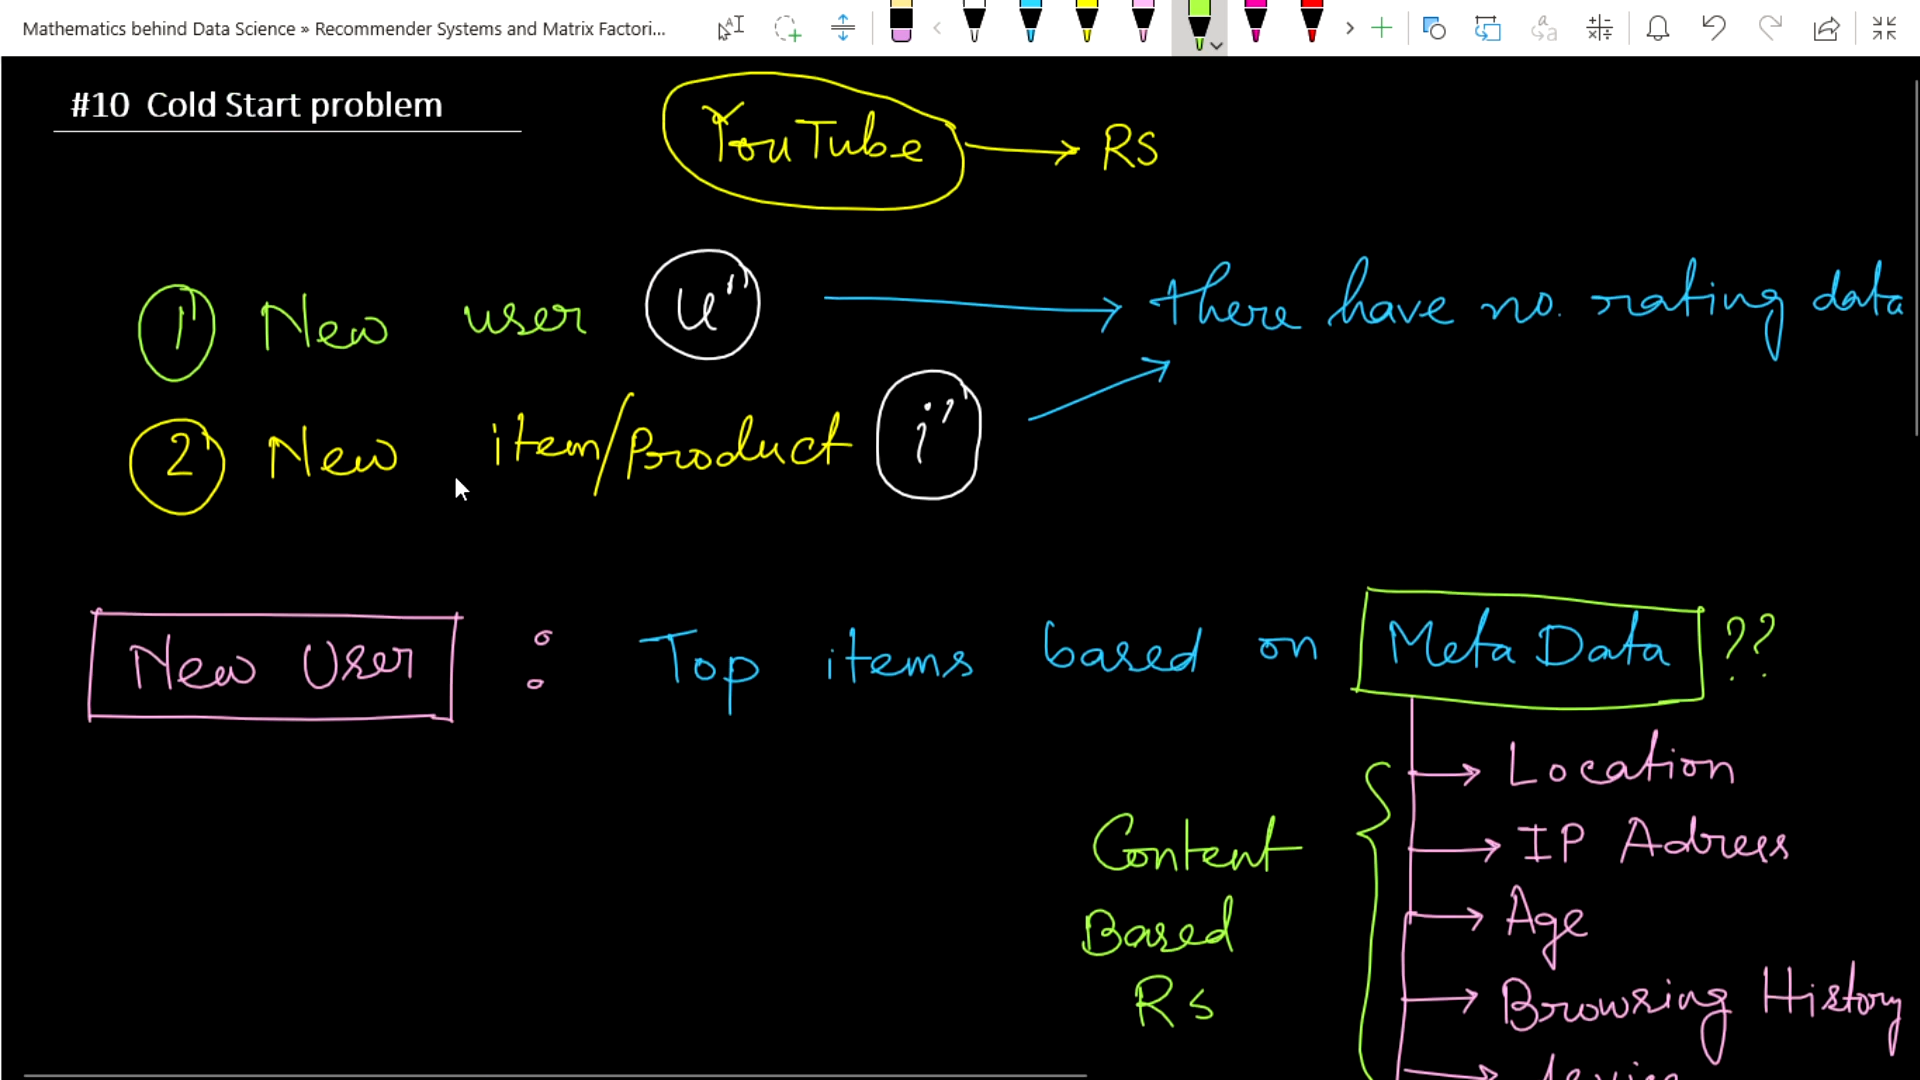 Mathematics behind Data Science » Recommender Systems and Matrix Factori...
#10 Cold Start problem
YouTube → RS
1 New user u'' → there have no. rating data
2 New item/product i''
New User : Top items based on Meta Data ??
→ Location
→ IP Adress
Content
→ Age
Based
→ Browsing History
RS
→ device